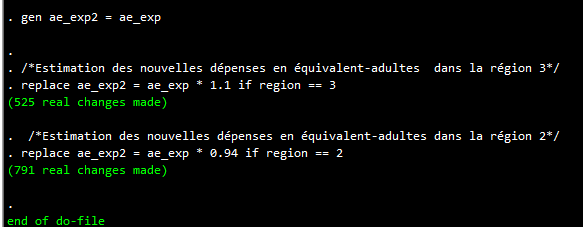 . gen ae_exp2 = ae_exp
.
. /*Estimation des nouvelles dépenses en équivalent-adultes  dans la région 3*/
. replace ae_exp2 = ae_exp * 1.1 if region == 3
(525 real changes made)
.  /*Estimation des nouvelles dépenses en équivalent-adultes dans la région 2*/
. replace ae_exp2 = ae_exp * 0.94 if region == 2
(791 real changes made)
.
end of do-file